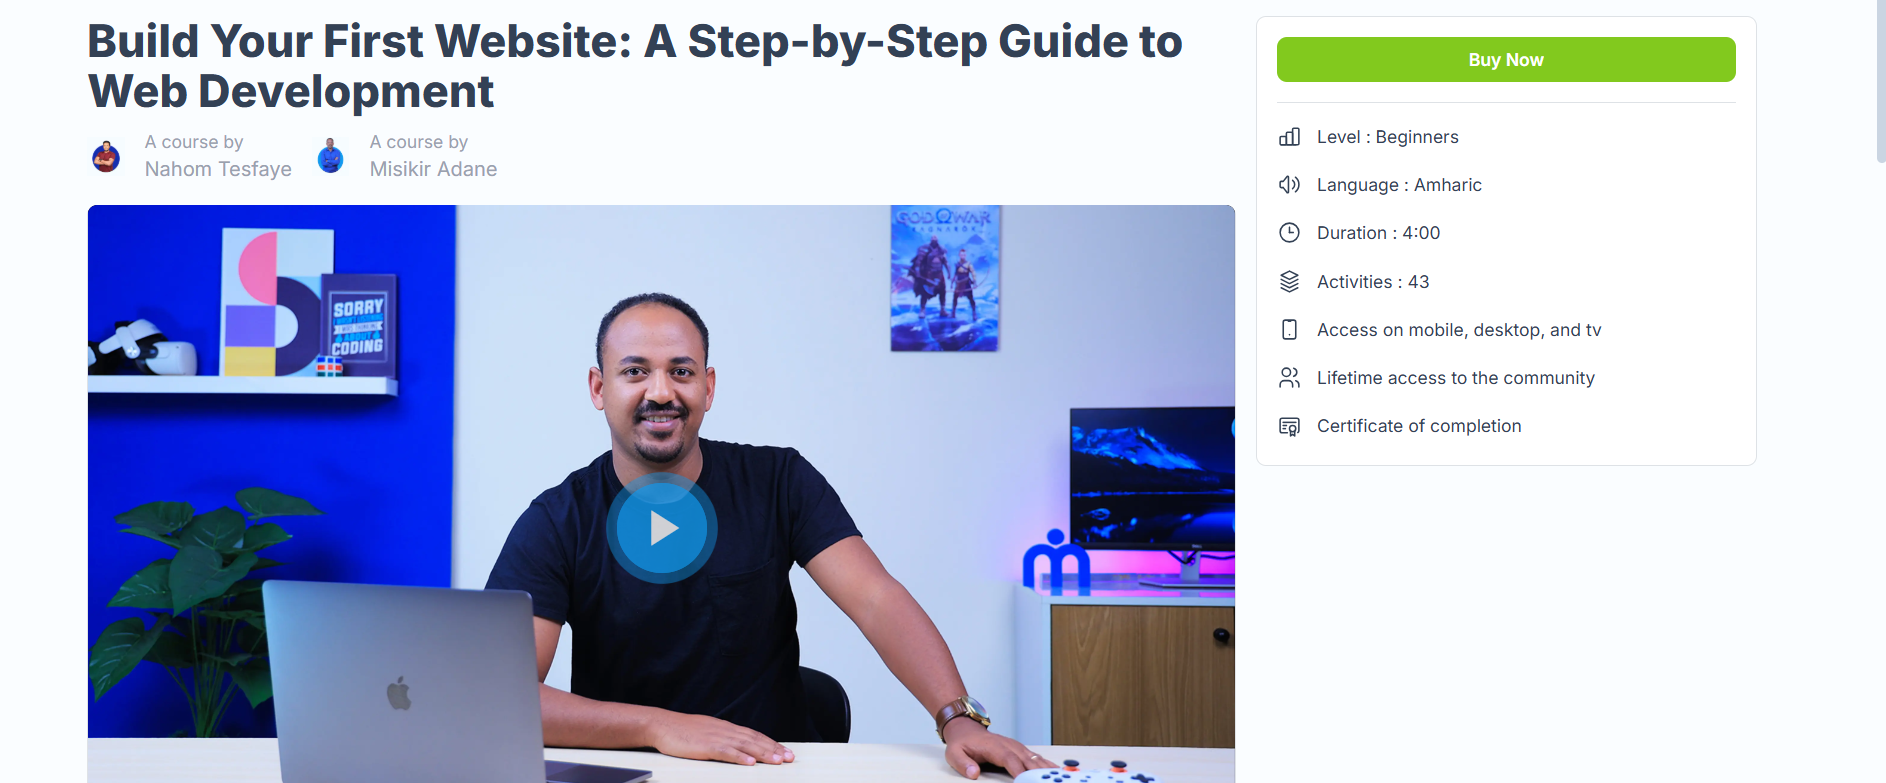 Build Your First Website: A Step-by-Step Guide to
Web Development
A course by
Nahom Tesfaye
A course by
Misikir Adane
GOD OF WAR
RAGNARÖK
SORRY
ABOUT
CODING
Buy Now
Level : Beginners
Language : Amharic
Duration : 4:00
Activities : 43
Access on mobile, desktop, and tv
Lifetime access to the community
Certificate of completion